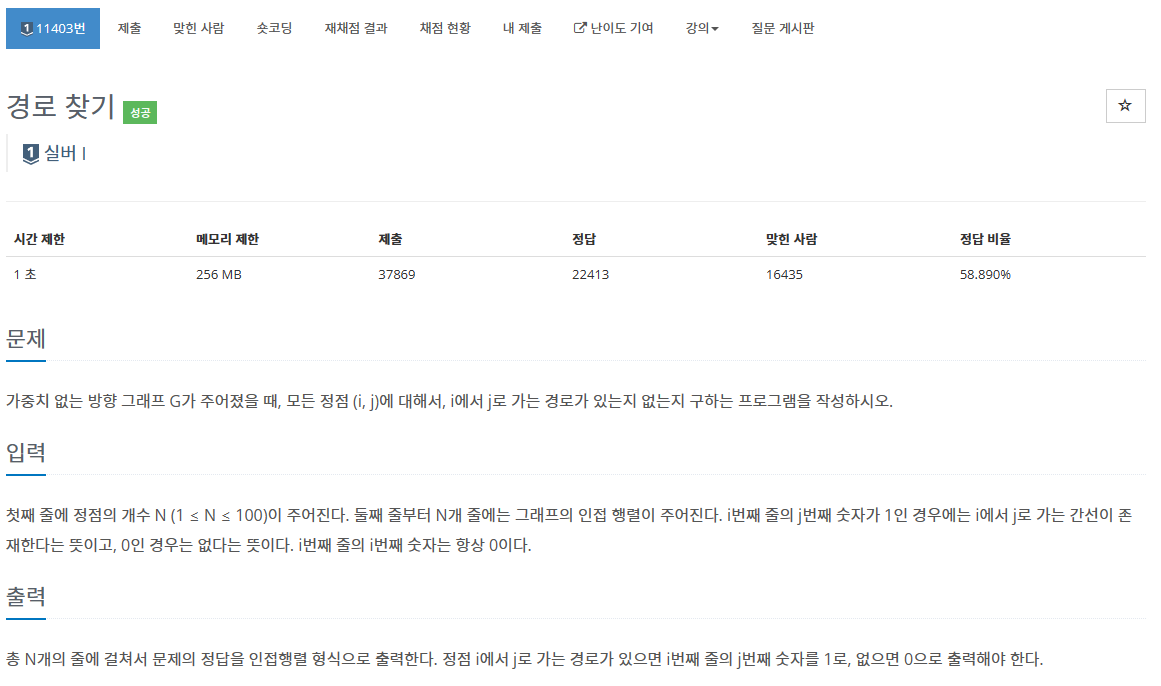 1 11403번 제출 맞힌 사람 숏코딩 재채점 결과 채점 현황 내 제출 난이도 기여 강의 질문 게시판
경로 찾기 성공
1 실버 I
시간 제한 메모리 제한 제출 정답 맞힌 사람 정답 비율
1 초 256 MB 37869 22413 16435 58.890%
문제
가중치 없는 방향 그래프 G가 주어졌을 때, 모든 정점 (i, j)에 대해서, i에서 j로 가는 경로가 있는지 없는지 구하는 프로그램을 작성하시오.
입력
첫째 줄에 정점의 개수 N (1 ≤ N ≤ 100)이 주어진다. 둘째 줄부터 N개 줄에는 그래프의 인접 행렬이 주어진다. i번째 줄의 j번째 숫자가 1인 경우에는 i에서 j로 가는 간선이 존
재한다는 뜻이고, 0인 경우는 없다는 뜻이다. i번째 줄의 i번째 숫자는 항상 0이다.
출력
총 N개의 줄에 걸쳐서 문제의 정답을 인접행렬 형식으로 출력한다. 정점 i에서 j로 가는 경로가 있으면 i번째 줄의 j번째 숫자를 1로, 없으면 0으로 출력해야 한다.